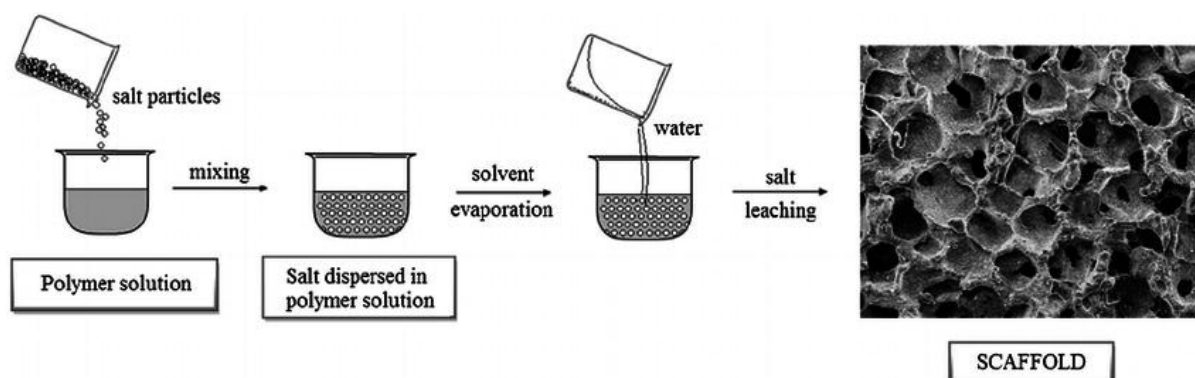 salt particles
mixing
Polymer solution
Salt dispersed in
polymer solution
solvent
evaporation
water
salt
leaching
SCAFFOLD